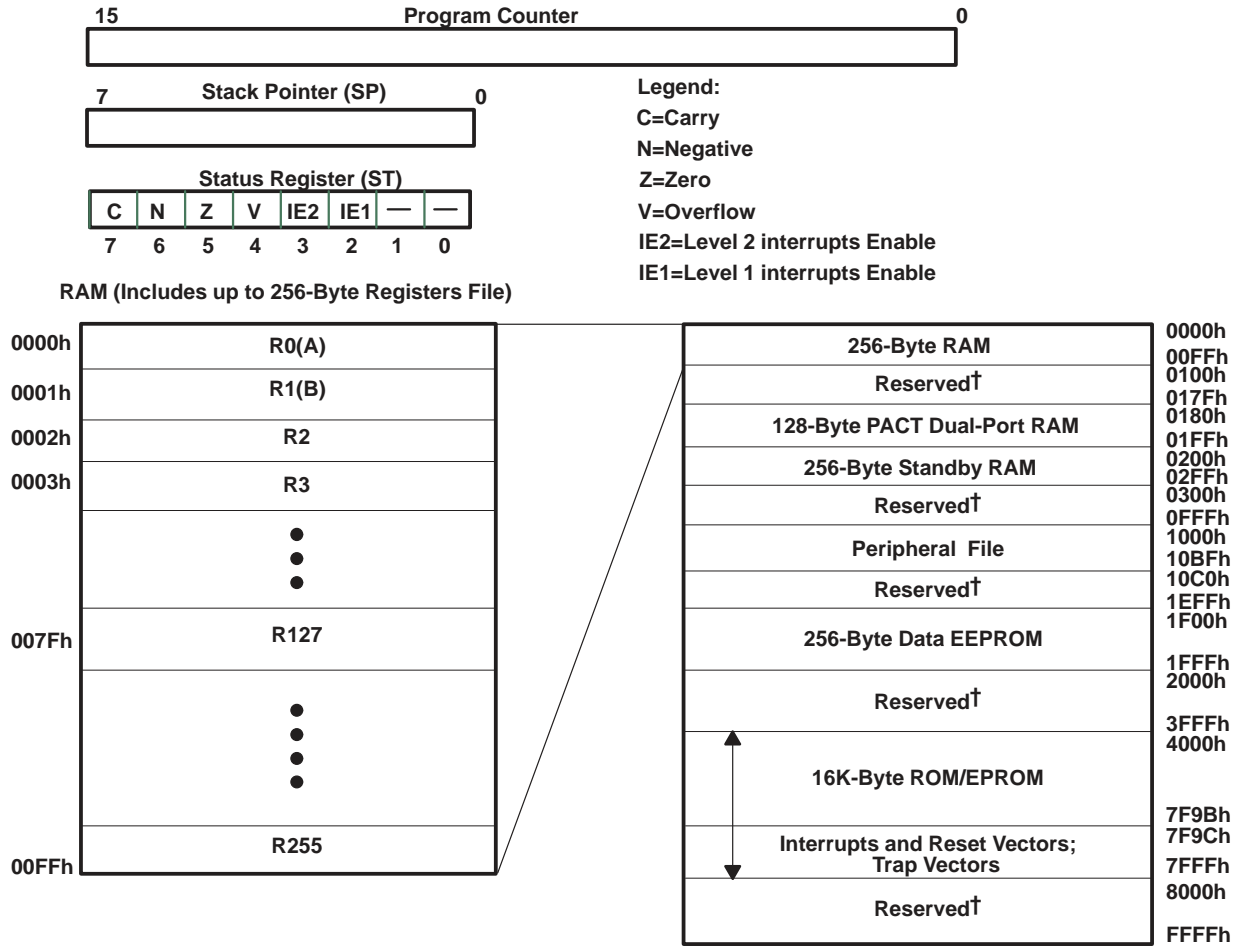 15 Program Counter 0
7 Stack Pointer (SP) 0
Status Register (ST)
C N Z V IE2 IE1 — —
7 6 5 4 3 2 1 0
Legend:
C=Carry
N=Negative
Z=Zero
V=Overflow
IE2=Level 2 interrupts Enable
IE1=Level 1 interrupts Enable
RAM (Includes up to 256-Byte Registers File)
0000h R0(A)
0001h R1(B)
0002h R2
0003h R3
007Fh R127
R255
00FFh
256-Byte RAM
0000h
00FFh
Reserved†
0100h
017Fh
128-Byte PACT Dual-Port RAM
0180h
01FFh
256-Byte Standby RAM
0200h
02FFh
Reserved†
0300h
0FFFh
Peripheral File
1000h
10BFh
Reserved†
10C0h
1EFFh
256-Byte Data EEPROM
1F00h
1FFFh
Reserved†
2000h
3FFFh
16K-Byte ROM/EPROM
4000h
7F9Bh
Interrupts and Reset Vectors;
Trap Vectors
7F9Ch
7FFFh
Reserved†
8000h
FFFFh